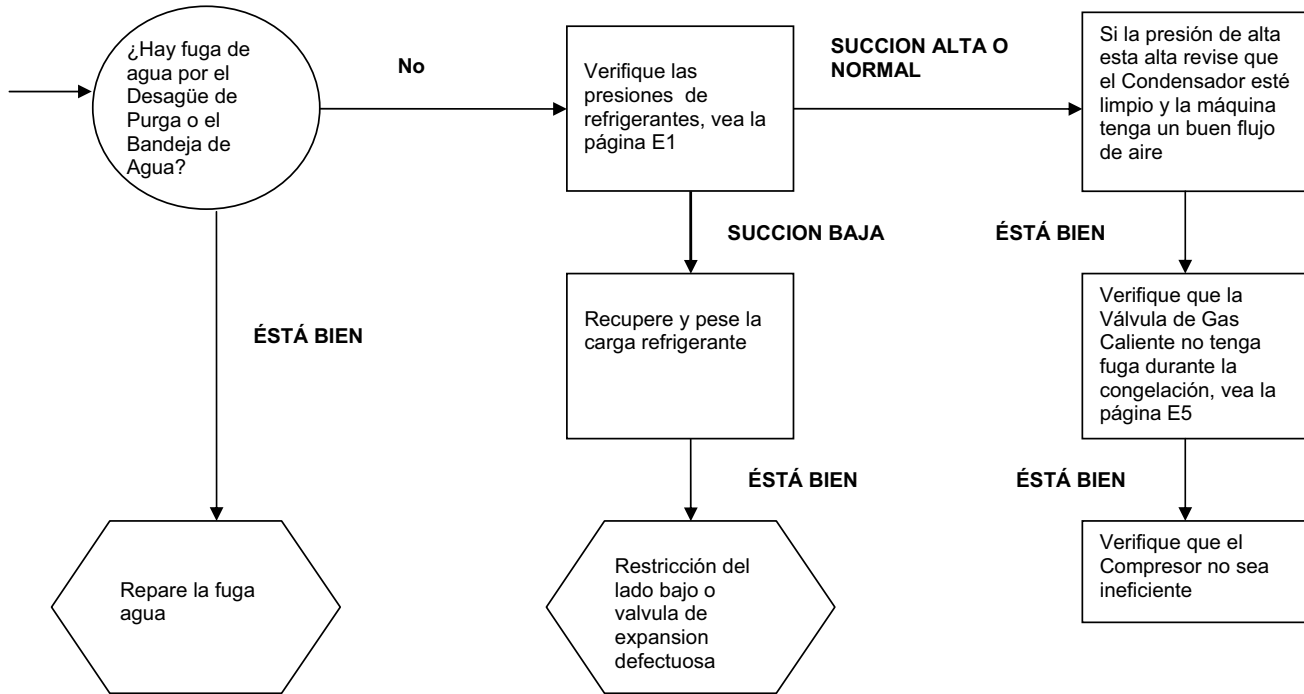 ¿Hay fuga de
agua por el
Desagüe de
Purga o el
Bandeja de
Agua?
No
Verifique las
presiones de
refrigerantes, vea la
página E1
SUCCION ALTA O
NORMAL
Si la presión de alta
esta alta revise que
el Condensador esté
limpio y la máquina
tenga un buen flujo
de aire
SUCCION BAJA
ÉSTÁ BIEN
ÉSTÁ BIEN
Recupere y pese la
carga refrigerante
Verifique que la
Válvula de Gas
Caliente no tenga
fuga durante la
congelación, vea la
página E5
ÉSTÁ BIEN
ÉSTÁ BIEN
Repare la fuga
agua
Restricción del
lado bajo o
valvula de
expansion
defectuosa
Verifique que el
Compresor no sea
ineficiente